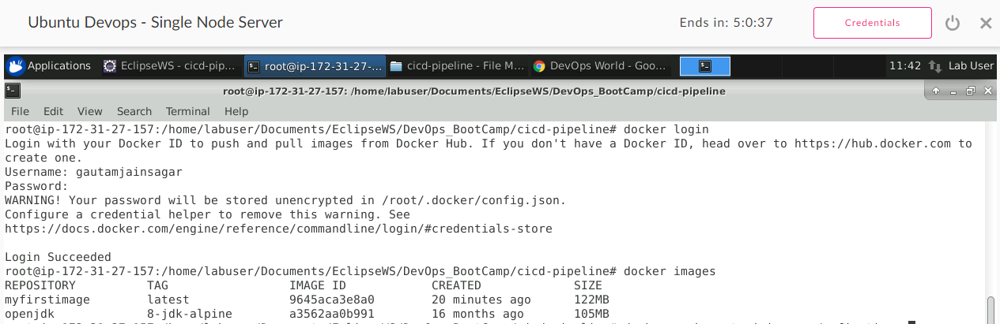 Ubuntu Devops - Single Node Server
Ends in: 5:0:37
Credentials
Applications
EclipseWS - cicd-pip...
root@ip-172-31-27-...
cicd-pipeline - File M...
DevOps World - Goo...
11:42
Lab User
root@ip-172-31-27-157: /home/labuser/Documents/EclipseWS/DevOps_BootCamp/cicd-pipeline
File Edit View Search Terminal Help
root@ip-172-31-27-157:/home/labuser/Documents/EclipseWS/DevOps_BootCamp/cicd-pipeline# docker login
Login with your Docker ID to push and pull images from Docker Hub. If you don't have a Docker ID, head over to https://hub.docker.com to
create one.
Username: gautamjainsagar
Password:
WARNING! Your password will be stored unencrypted in /root/.docker/config.json.
Configure a credential helper to remove this warning. See
https://docs.docker.com/engine/reference/commandline/login/#credentials-store
Login Succeeded
root@ip-172-31-27-157:/home/labuser/Documents/EclipseWS/DevOps_BootCamp/cicd-pipeline# docker images
REPOSITORY TAG IMAGE ID CREATED SIZE
myfirstimage latest 9645aca3e8a0 20 minutes ago 122MB
openjdk 8-jdk-alpine a3562aa0b991 16 months ago 105MB